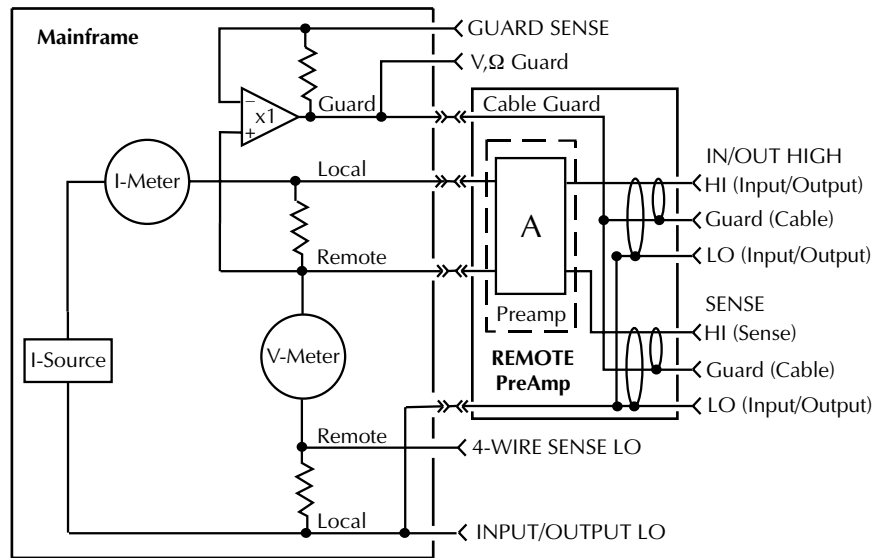 Mainframe
GUARD SENSE
V,Ω Guard
−
x1
+
Guard
Cable Guard
IN/OUT HIGH
I-Meter
Local
HI (Input/Output)
A
Guard (Cable)
Remote
LO (Input/Output)
Preamp
SENSE
HI (Sense)
I-Source
V-Meter
REMOTE
PreAmp
Guard (Cable)
LO (Input/Output)
Remote
4-WIRE SENSE LO
Local
INPUT/OUTPUT LO